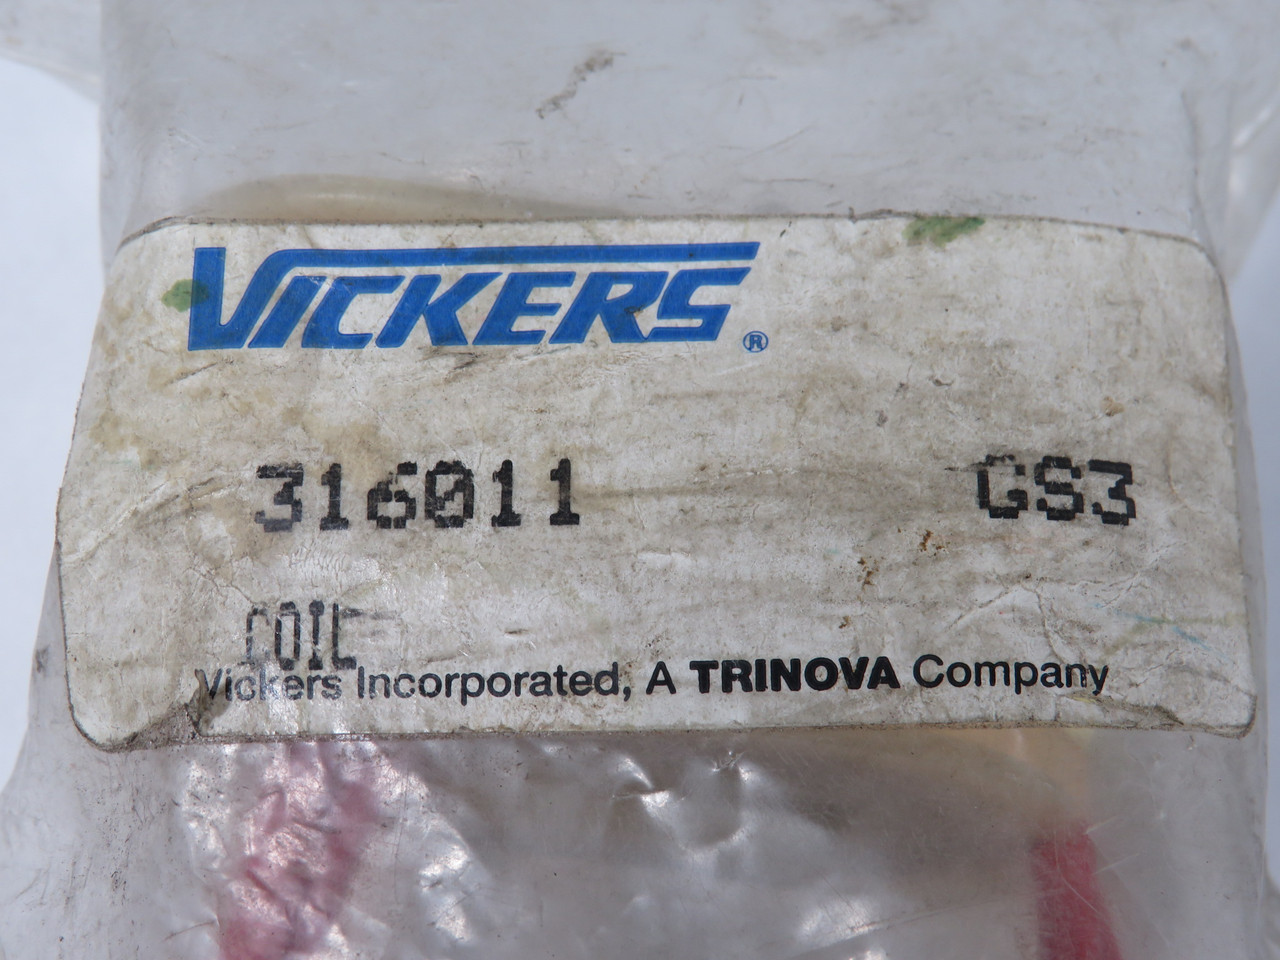 VICKERS®
316011 GS3
COIL
Vickers Incorporated, A TRINOVA Company